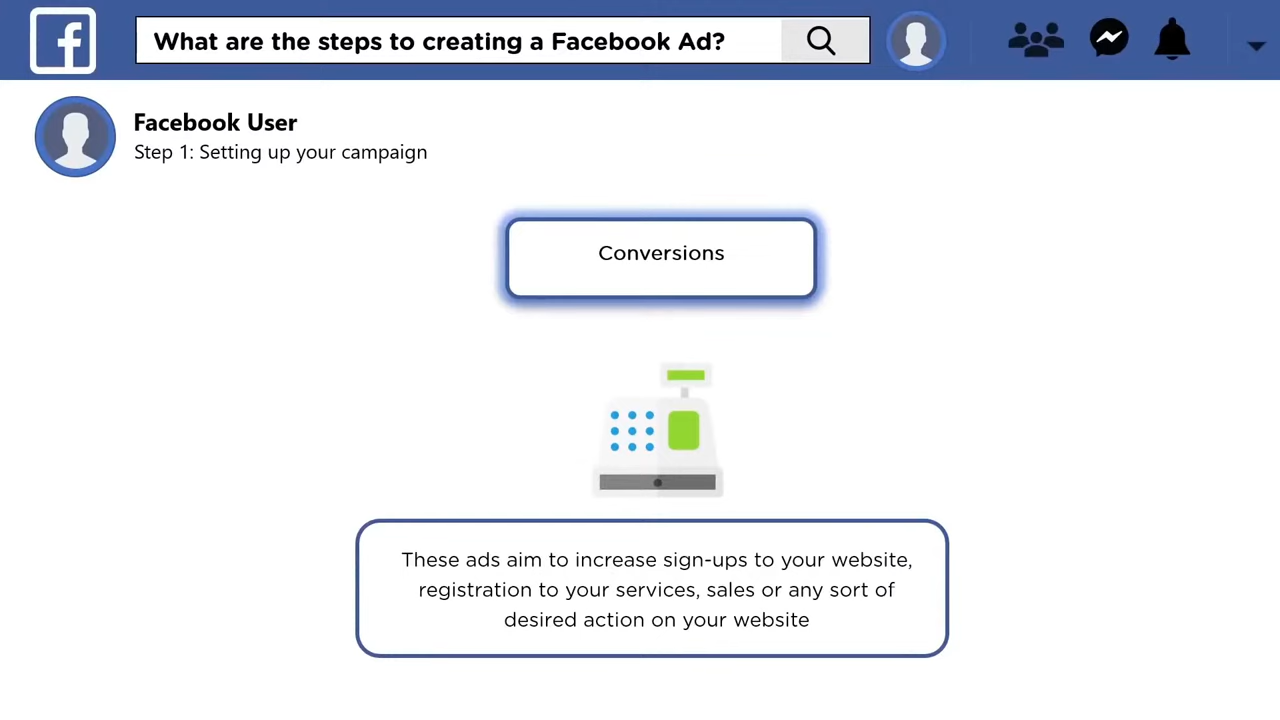 What are the steps to creating a Facebook Ad?
Facebook User
Step 1: Setting up your campaign
Conversions
These ads aim to increase sign-ups to your website,
registration to your services, sales or any sort of
desired action on your website